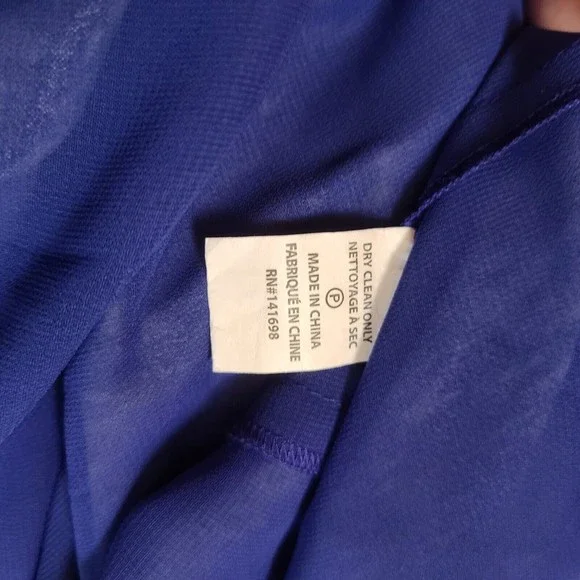 DRY CLEAN ONLY
NETTOYAGE À SEC
P
MADE IN CHINA
FABRIQUÉ EN CHINE
RN#141698